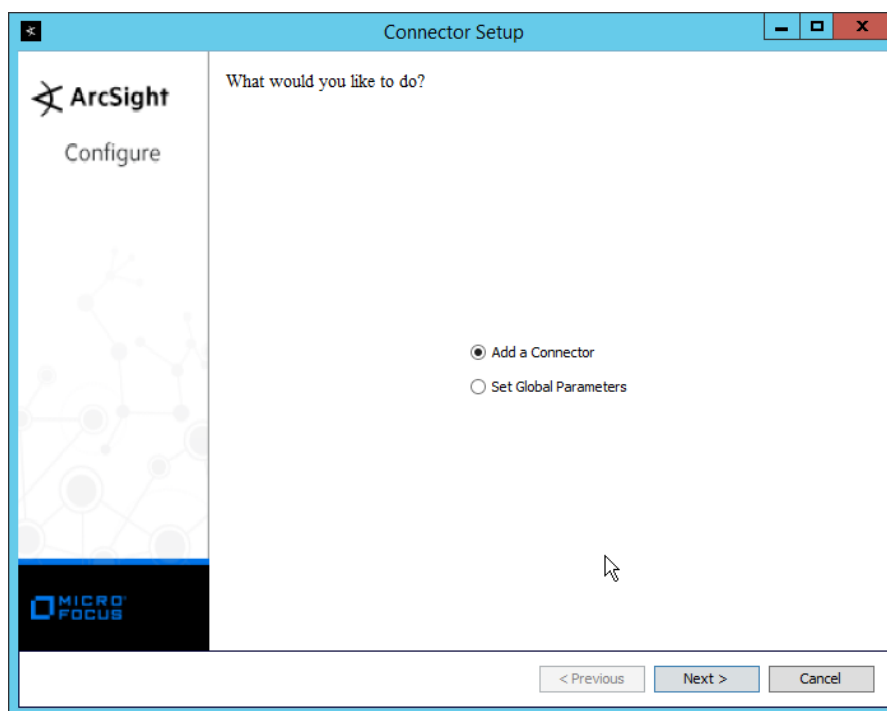 Connector Setup
ArcSight
Configure
What would you like to do?
Add a Connector
Set Global Parameters
MICRO
FOCUS
< Previous
Next >
Cancel